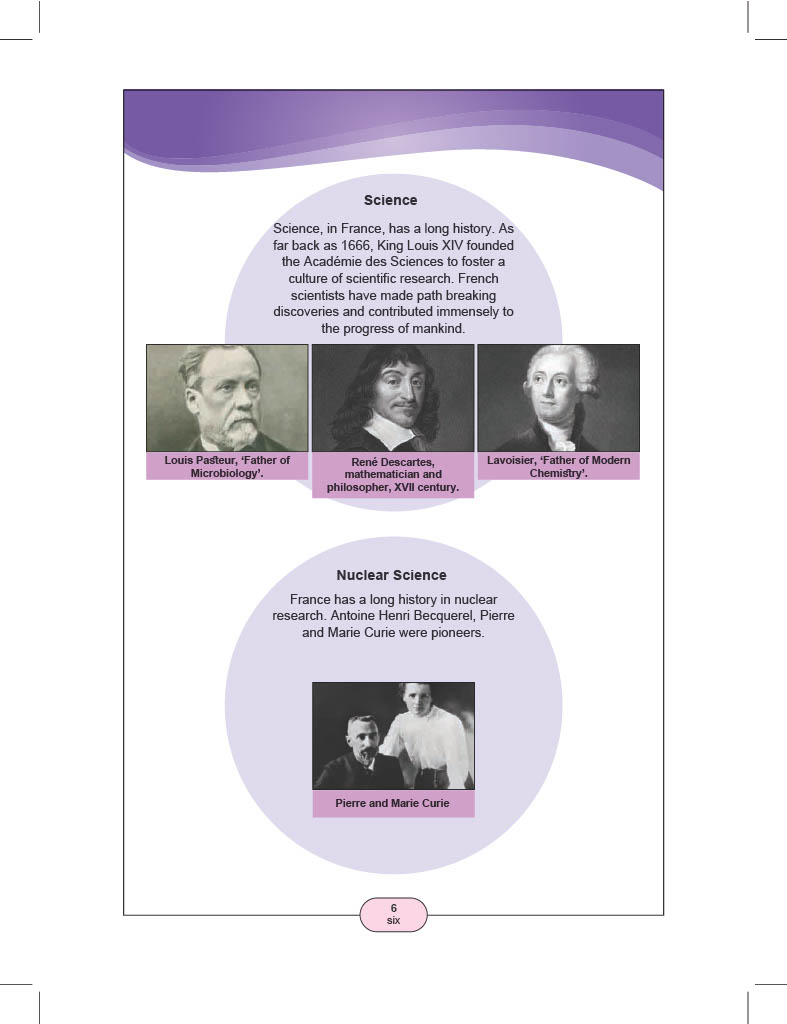 Science
Science, in France, has a long history. As
far back as 1666, King Louis XIV founded
the Académie des Sciences to foster a
culture of scientific research. French
scientists have made path breaking
discoveries and contributed immensely to
the progress of mankind.
Louis Pasteur, ‘Father of
Microbiology’.
René Descartes,
mathematician and
philosopher, XVII century.
Lavoisier, ‘Father of Modern
Chemistry’.
Nuclear Science
France has a long history in nuclear
research. Antoine Henri Becquerel, Pierre
and Marie Curie were pioneers.
Pierre and Marie Curie
6
six